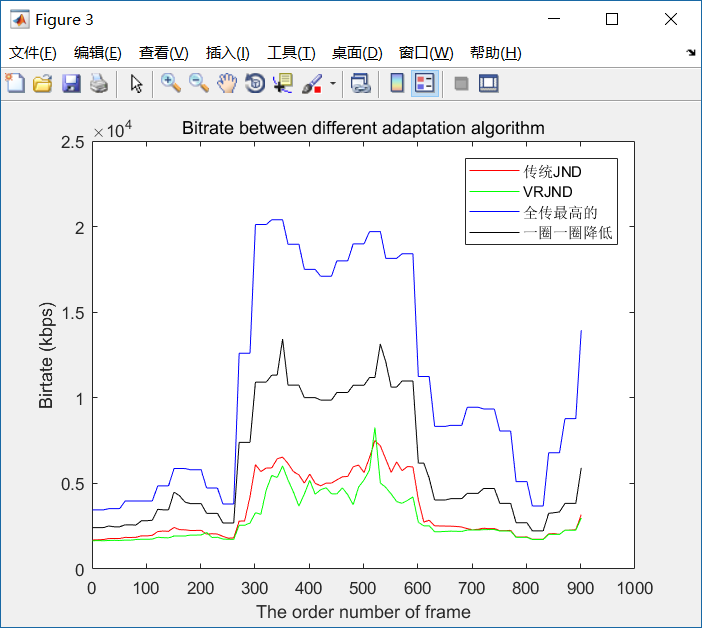 Figure 3
文件(F) 编辑(E) 查看(V) 插入(I) 工具(T) 桌面(D) 窗口(W) 帮助(H)
Bitrate between different adaptation algorithm
×10^4
2.5
2
1.5
1
0.5
0
Birtate (kbps)
传统JND
VRJND
全传最高的
一圈一圈降低
0 100 200 300 400 500 600 700 800 900 1000
The order number of frame